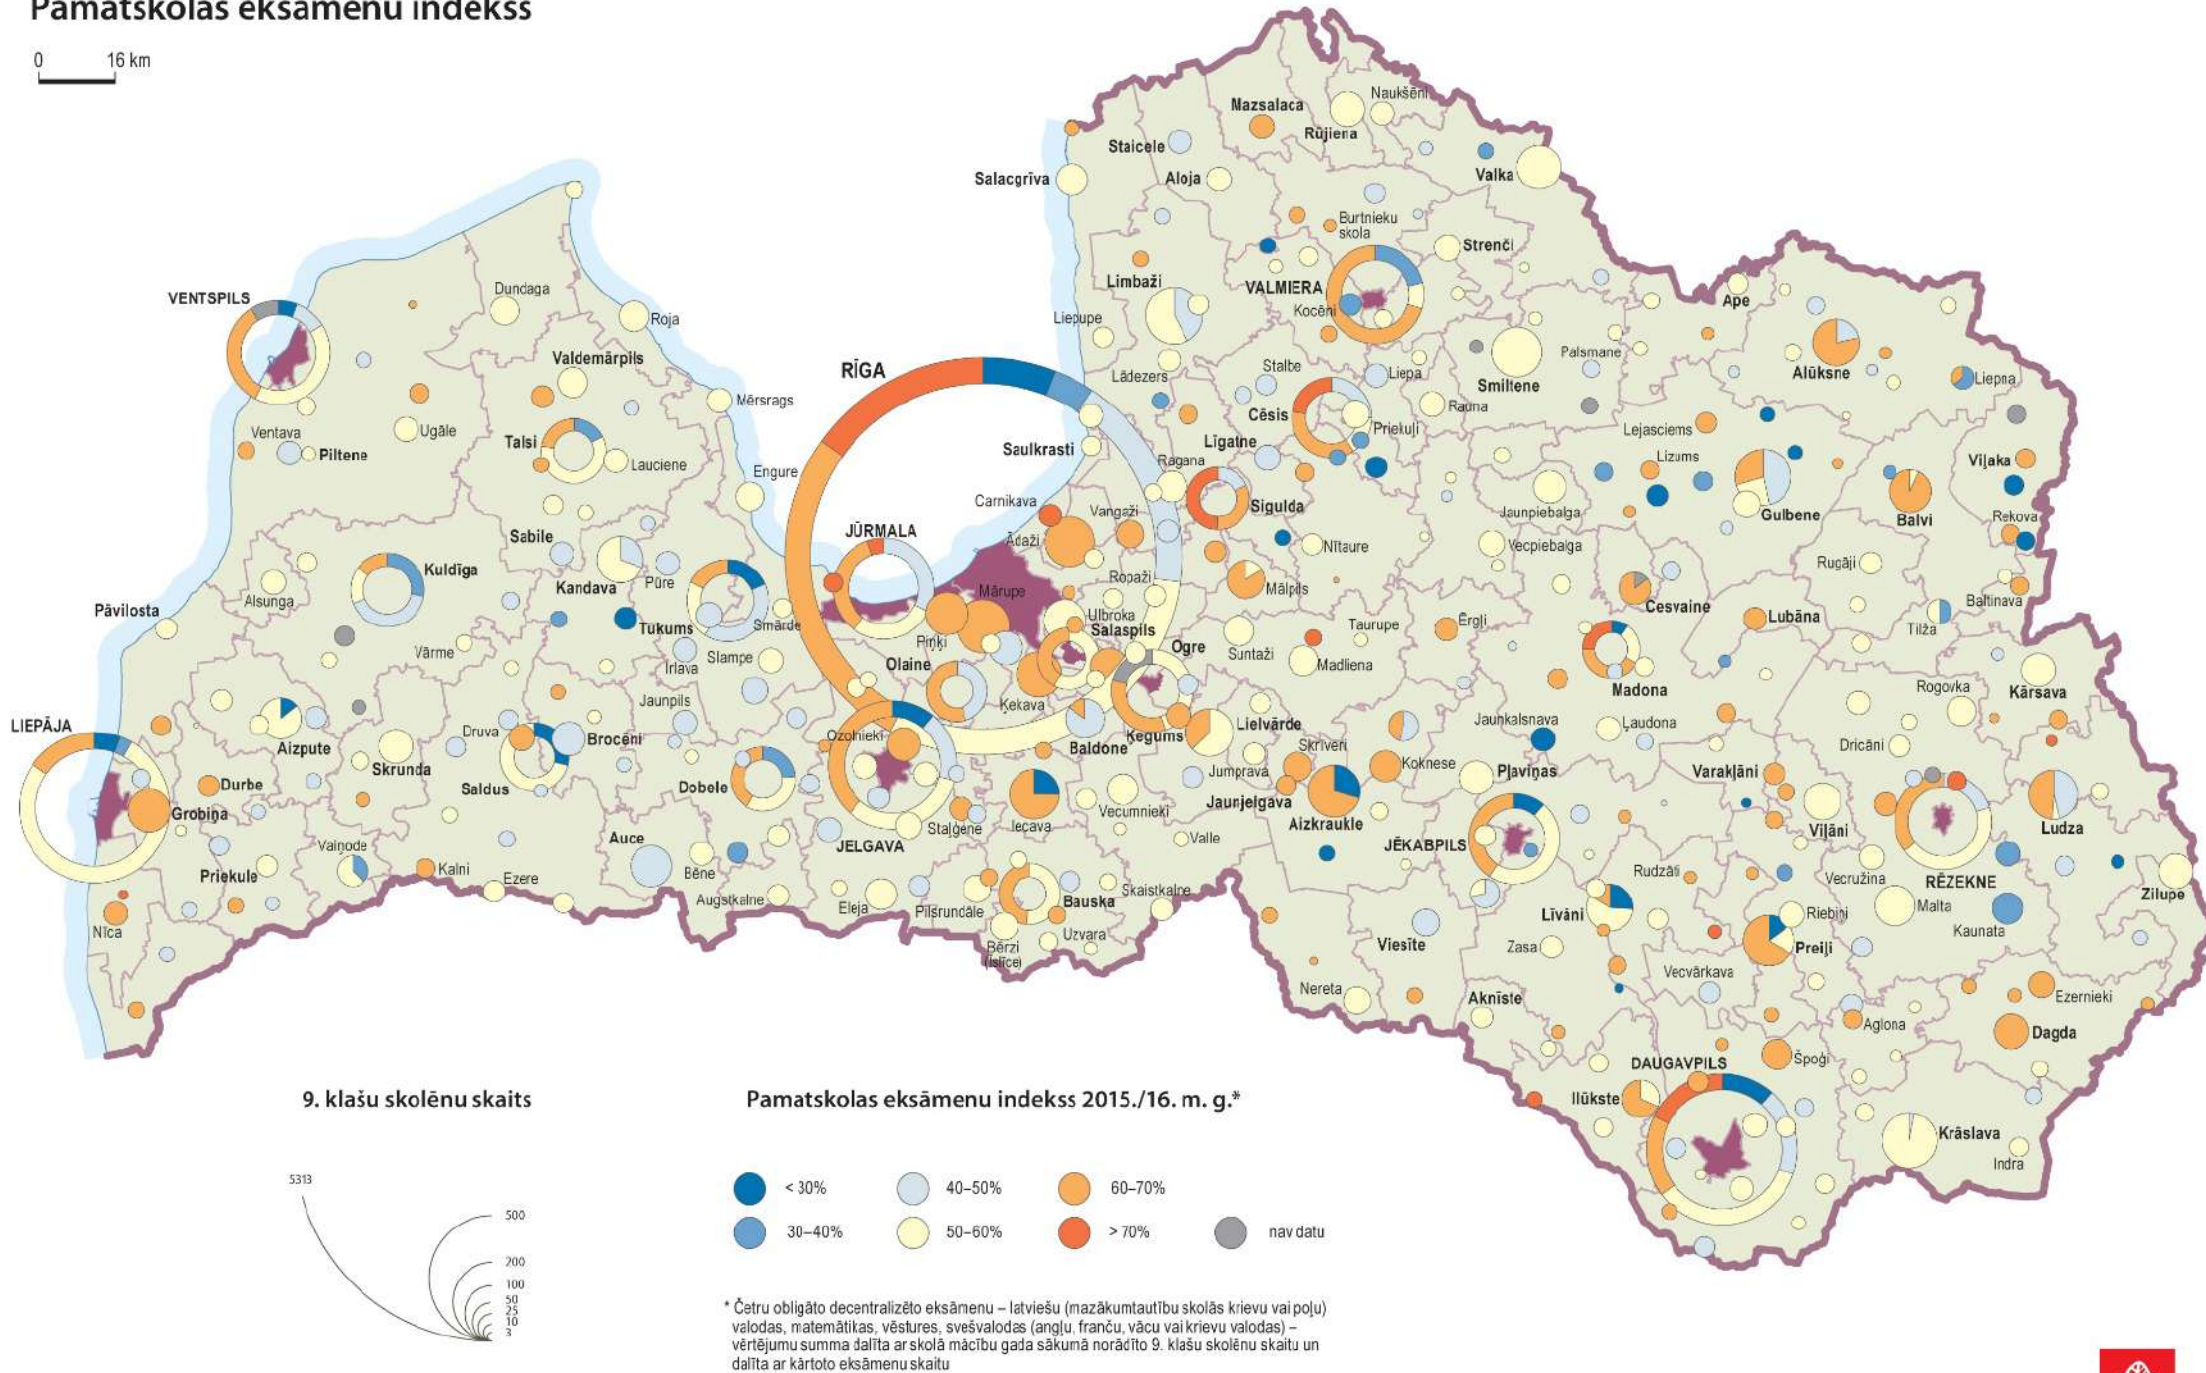 Pamatskolas eksāmenu indekss
0 16 km
Mazsalaca
Naukšēni
Rūjiena
Staicele
Salacgrīva
Aloja
Valka
Burtnieku
skola
Strenči
Limbaži
VALMIERA
Kocēni
Ape
Liepupe
VENTSPILS
Dundaga
Roja
Valdemārpils
RĪGA
Lādezers
Stalbe
Liepa
Palsmane
Smiltene
Alūksne
Liepna
Mērsrags
Cēsis
Rauna
Priekuļi
Lejasciems
Ventava
Piltene
Ugāle
Talsi
Lauciene
Saulkrasti
Līgatne
Ragana
Lizums
Viļaka
Engure
Carnikava
Vangaži
Sigulda
Jaunpiebalga
Gulbene
Balvi
Rekova
Sabile
JŪRMALA
Ādaži
Nītaure
Vecpiebalga
Rugāji
Kuldīga
Kandava
Pūre
Ropaži
Mālpils
Alsunga
Mārupe
Cesvaine
Baltinava
Pāvilosta
Tukums
Smārde
Ulbroka
Taurupe
Ērgļi
Lubāna
Tilža
Piņķi
Salaspils
Vārme
Irlava
Slampe
Olaine
Ogre
Suntaži
Madliena
Madona
Rogovka
Kārsava
Jaunpils
Ķekava
LIEPĀJA
Druva
Brocēni
Ozolnieki
Lielvārde
Jaunkalsnava
Ļaudona
Aizpute
Baldone
Ķegums
Skrīveri
Dricāni
Skrunda
Jumprava
Koknese
Pļaviņas
Varakļāni
Durbe
Saldus
Dobele
Vecumnieki
Jaunjelgava
Grobiņa
Staļģene
Iecava
Aizkraukle
Viļāni
Ludza
Vaiņode
Auce
JELGAVA
Valle
JĒKABPILS
Priekule
Kalni
Bēne
Rudzāti
Vecružina
RĒZEKNE
Ezere
Augstkalne
Eleja
Pilsrundāle
Bauska
Skaistkalne
Zilupe
Nīca
Līvāni
Riebiņi
Malta
Kaunata
Bērzi
(Īslīce)
Uzvara
Viesīte
Zasa
Preiļi
Vecvārkava
Nereta
Aknīste
Ezernieki
Aglona
Dagda
DAUGAVPILS
Špoģi
Ilūkste
Krāslava
Indra
9. klašu skolēnu skaits
5313
500
200
100
50
25
10
3
Pamatskolas eksāmenu indekss 2015./16. m. g.*
< 30% 40–50% 60–70%
30–40% 50–60% > 70% nav datu
* Četru obligāto decentralizēto eksāmenu – latviešu (mazākumtautību skolās krievu vai poļu)
valodas, matemātikas, vēstures, svešvalodas (angļu, franču, vācu vai krievu valodas) –
vērtējumu summa dalīta ar skolā mācību gada sākumā norādīto 9. klašu skolēnu skaitu un
dalīta ar kārtoto eksāmenu skaitu